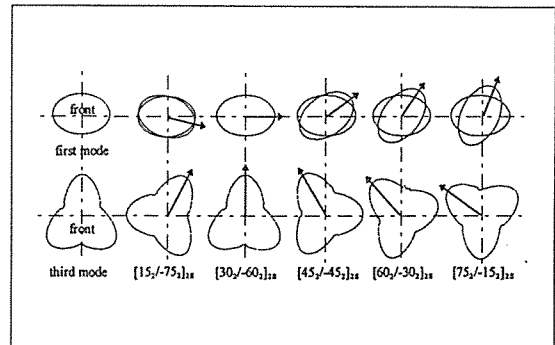 front
first mode
front
third mode [15₂/-75₂]₂ₛ [30₂/-60₂]₂ₛ [45₂/-45₂]₂ₛ [60₂/-30₂]₂ₛ [75₂/-15₂]₂ₛ